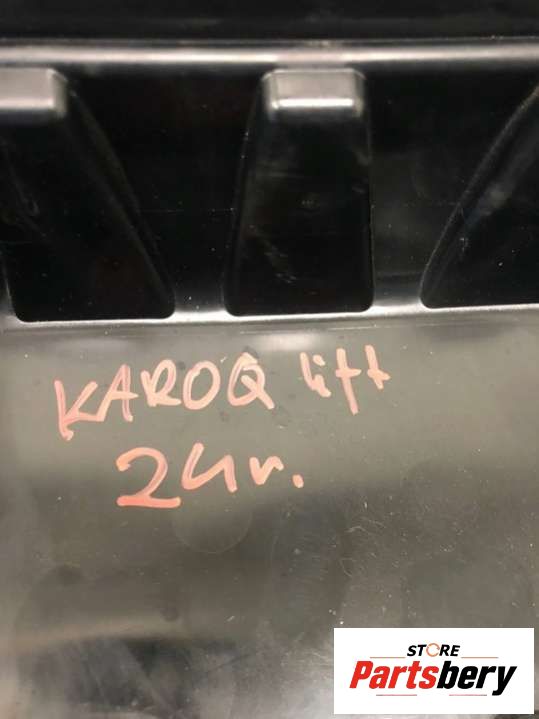 KAROQ lift
24r.
STORE
Partsbery